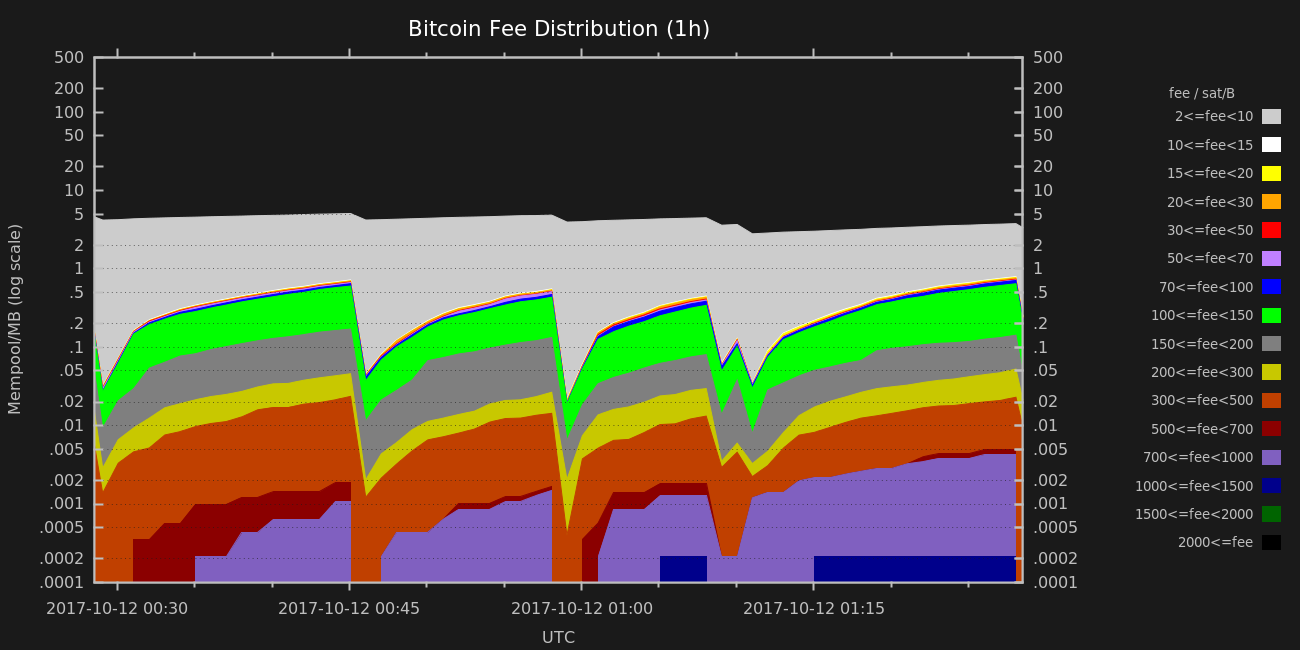 Bitcoin Fee Distribution (1h)
500 500
200 200
100 100
50 50
20 20
10 10
5 5
2 2
1 1
.5 .5
.2 .2
.1 .1
.05 .05
.02 .02
.01 .01
.005 .005
.002 .002
.001 .001
.0005 .0005
.0002 .0002
.0001 .0001
Mempool/MB (log scale)
2017-10-12 00:30 2017-10-12 00:45 2017-10-12 01:00 2017-10-12 01:15
UTC
fee / sat/B
2<=fee<10
10<=fee<15
15<=fee<20
20<=fee<30
30<=fee<50
50<=fee<70
70<=fee<100
100<=fee<150
150<=fee<200
200<=fee<300
300<=fee<500
500<=fee<700
700<=fee<1000
1000<=fee<1500
1500<=fee<2000
2000<=fee